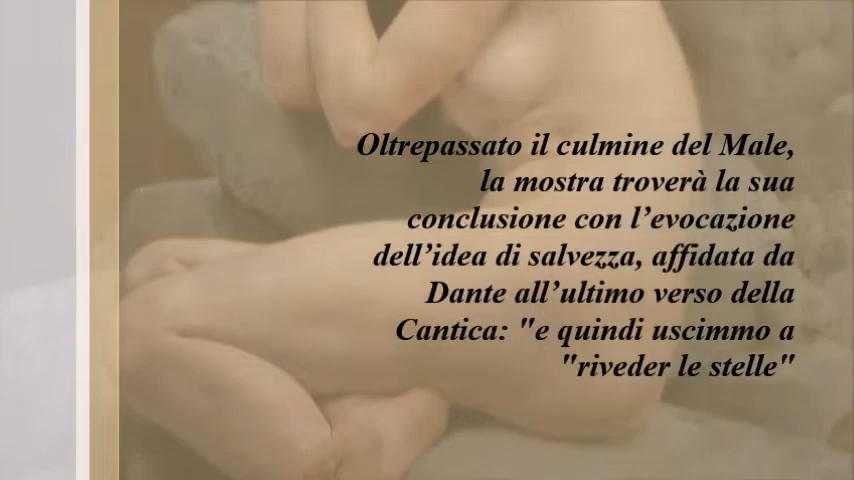 Oltrepassato il culmine del Male,
la mostra troverà la sua
conclusione con l’evocazione
dell’idea di salvezza, affidata da
Dante all’ultimo verso della
Cantica: "e quindi uscimmo a
"riveder le stelle"